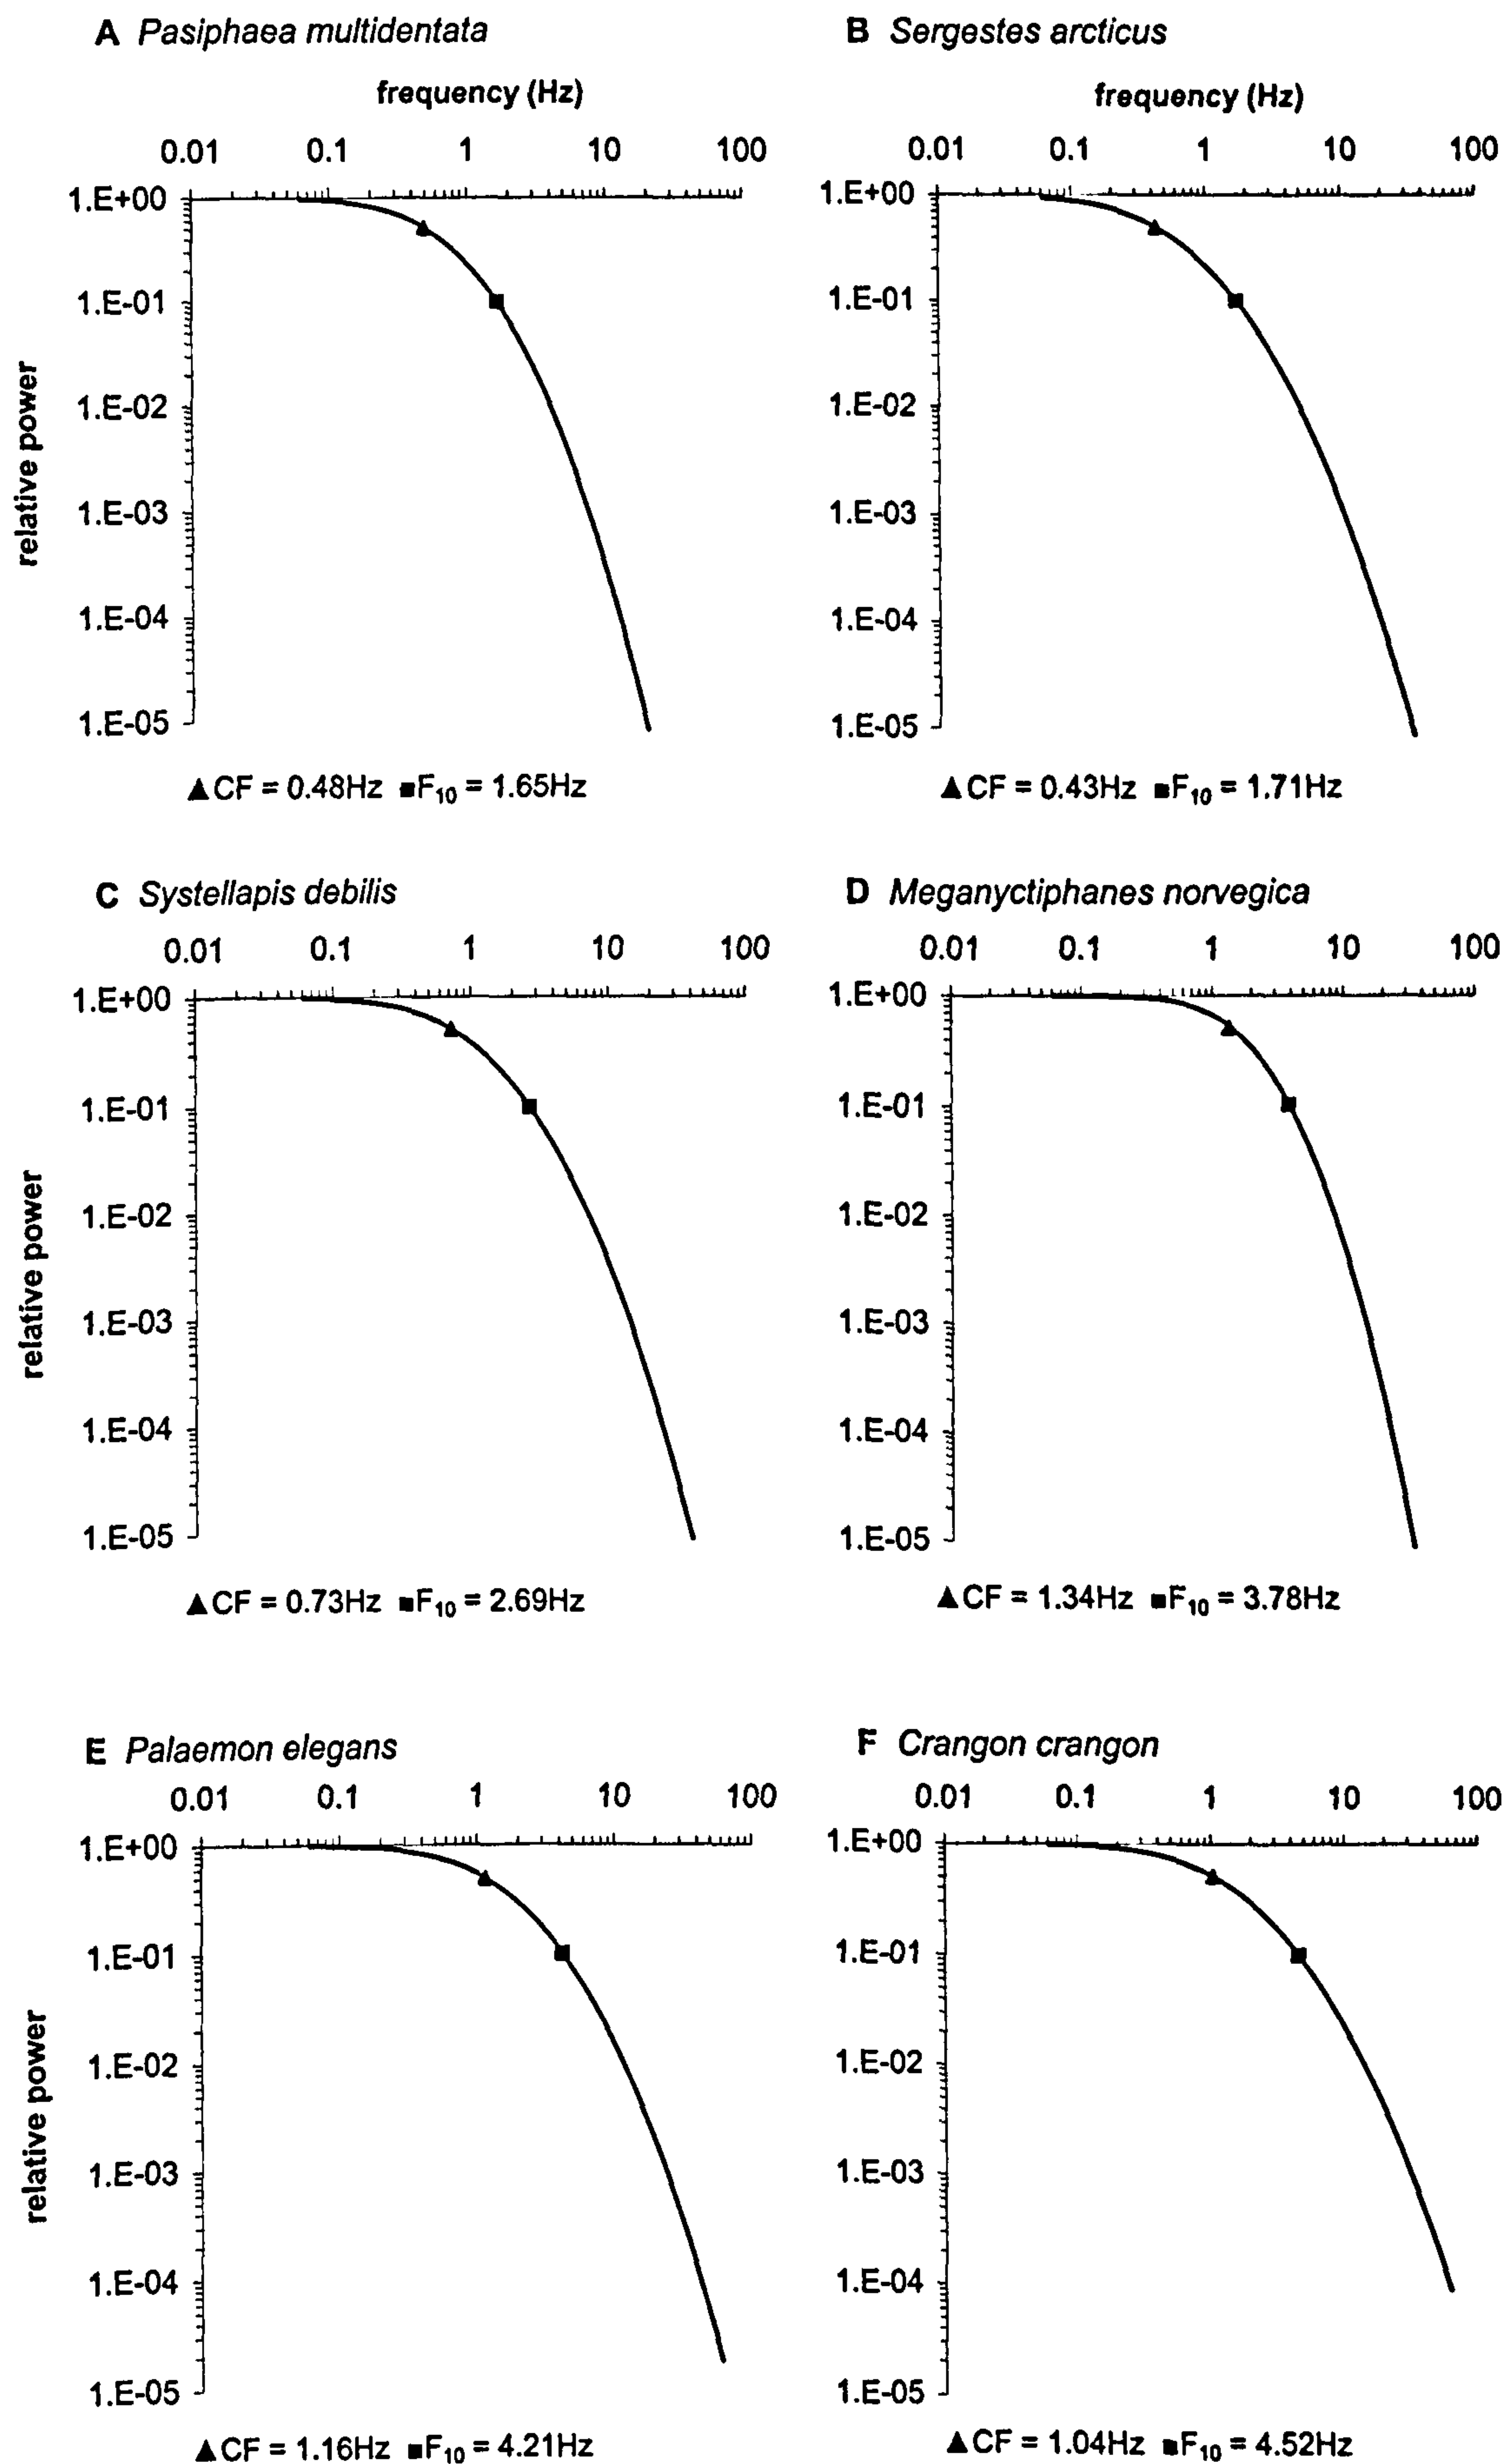 A Pasiphaea multidentata
frequency (Hz)
0.01 0.1 1 10 100
1.E+00
1.E-01
1.E-02
1.E-03
1.E-04
1.E-05
relative power
▲CF = 0.48Hz ■F₁₀ = 1.65Hz
B Sergestes arcticus
frequency (Hz)
0.01 0.1 1 10 100
1.E+00
1.E-01
1.E-02
1.E-03
1.E-04
1.E-05
▲CF = 0.43Hz ■F₁₀ = 1.71Hz
C Systellapis debilis
0.01 0.1 1 10 100
1.E+00
1.E-01
1.E-02
1.E-03
1.E-04
1.E-05
relative power
▲CF = 0.73Hz ■F₁₀ = 2.69Hz
D Meganyctiphanes norvegica
0.01 0.1 1 10 100
1.E+00
1.E-01
1.E-02
1.E-03
1.E-04
1.E-05
▲CF = 1.34Hz ■F₁₀ = 3.78Hz
E Palaemon elegans
0.01 0.1 1 10 100
1.E+00
1.E-01
1.E-02
1.E-03
1.E-04
1.E-05
relative power
▲CF = 1.16Hz ■F₁₀ = 4.21Hz
F Crangon crangon
0.01 0.1 1 10 100
1.E+00
1.E-01
1.E-02
1.E-03
1.E-04
1.E-05
▲CF = 1.04Hz ■F₁₀ = 4.52Hz